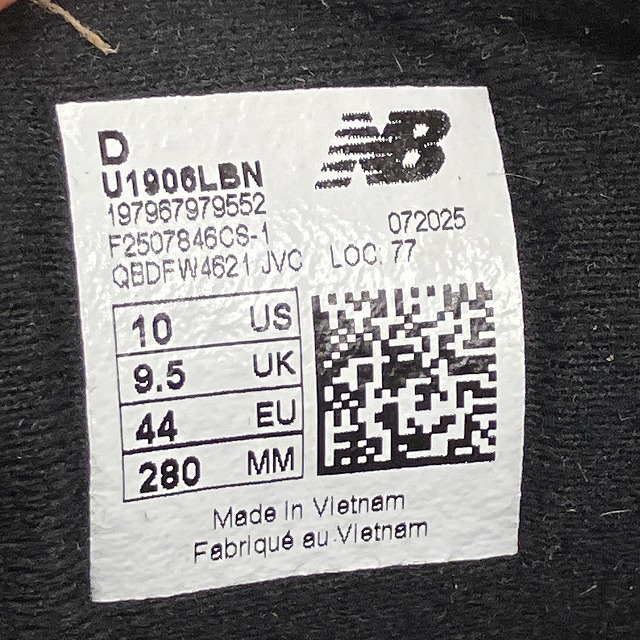 D
NB
U1906LBN
197967979552
072025
F2507846CS-1
QBDFW4621 JVC LOC: 77
10 US
9.5 UK
44 EU
280 MM
Made in Vietnam
Fabriqué au Vietnam